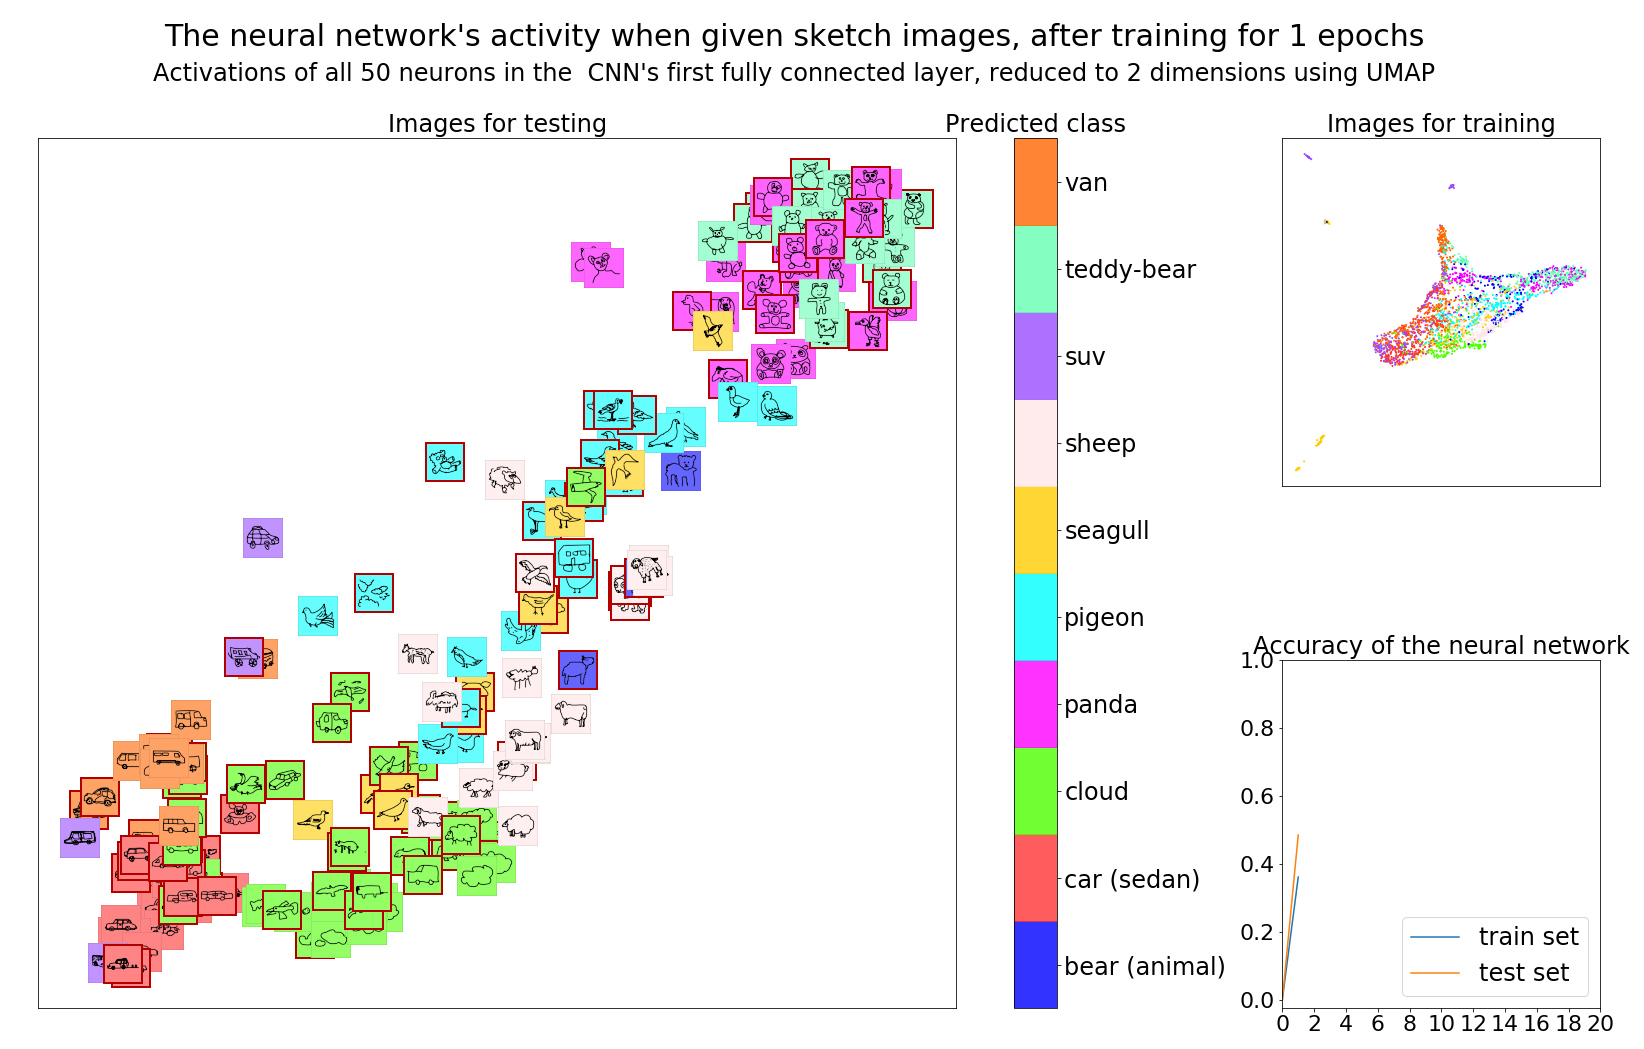 The neural network's activity when given sketch images, after training for 1 epochs
Activations of all 50 neurons in the  CNN's first fully connected layer, reduced to 2 dimensions using UMAP
Images for testing
Predicted class
van
teddy-bear
suv
sheep
seagull
pigeon
panda
cloud
car (sedan)
bear (animal)
Images for training
Accuracy of the neural network
1.0
0.8
0.6
0.4
0.2
0.0
train set
test set
0 2 4 6 8 10 12 14 16 18 20